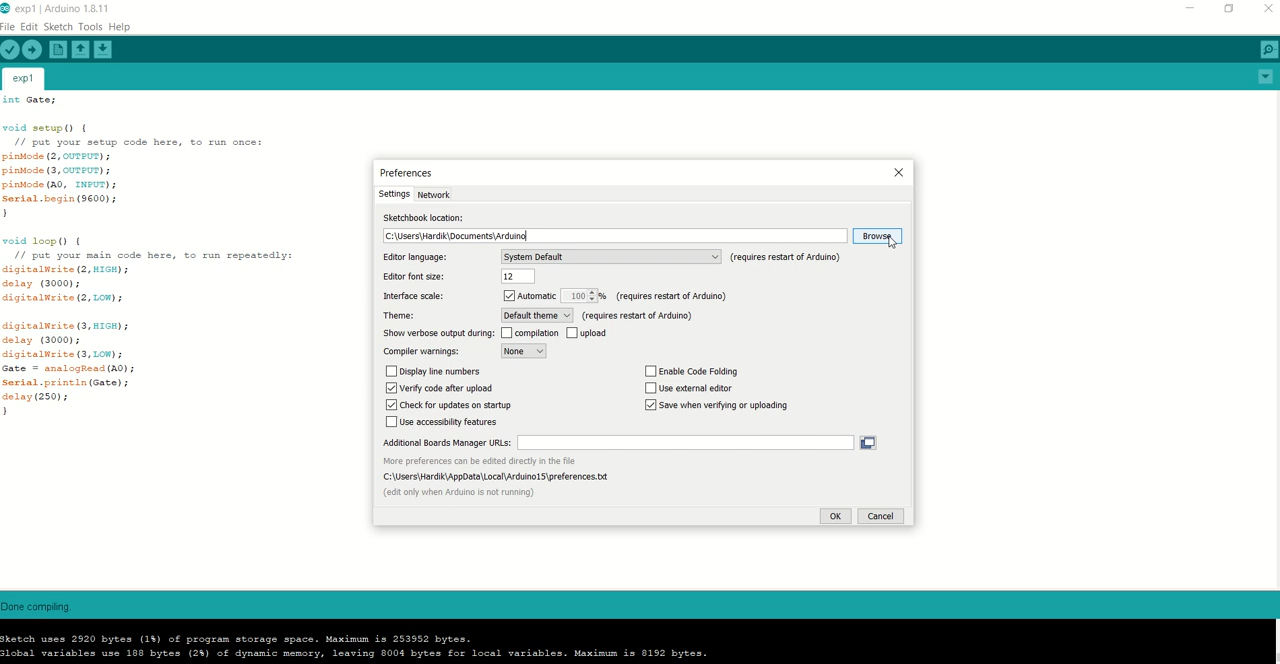 exp1 | Arduino 1.8.11
File Edit Sketch Tools Help
exp1
int Gate;
void setup() {
// put your setup code here, to run once:
pinMode(2,OUTPUT);
pinMode(3,OUTPUT);
pinMode(A0, INPUT);
Serial.begin(9600);
}
void loop() {
// put your main code here, to run repeatedly:
digitalWrite(2,HIGH);
delay (3000);
digitalWrite(2,LOW);
digitalWrite(3,HIGH);
delay (3000);
digitalWrite(3,LOW);
Gate = analogRead(A0);
Serial.println(Gate);
delay(250);
}
Preferences
Settings Network
Sketchbook location:
C:\Users\Hardik\Documents\Arduino Browse
Editor language: System Default (requires restart of Arduino)
Editor font size: 12
Interface scale: Automatic 100 % (requires restart of Arduino)
Theme: Default theme (requires restart of Arduino)
Show verbose output during: compilation upload
Compiler warnings: None
Display line numbers Enable Code Folding
Verify code after upload Use external editor
Check for updates on startup Save when verifying or uploading
Use accessibility features
Additional Boards Manager URLs:
More preferences can be edited directly in the file
C:\Users\Hardik\AppData\Local\Arduino15\preferences.txt
(edit only when Arduino is not running)
OK Cancel
Done compiling.
Sketch uses 2920 bytes (1%) of program storage space. Maximum is 253952 bytes.
Global variables use 188 bytes (2%) of dynamic memory, leaving 8004 bytes for local variables. Maximum is 8192 bytes.